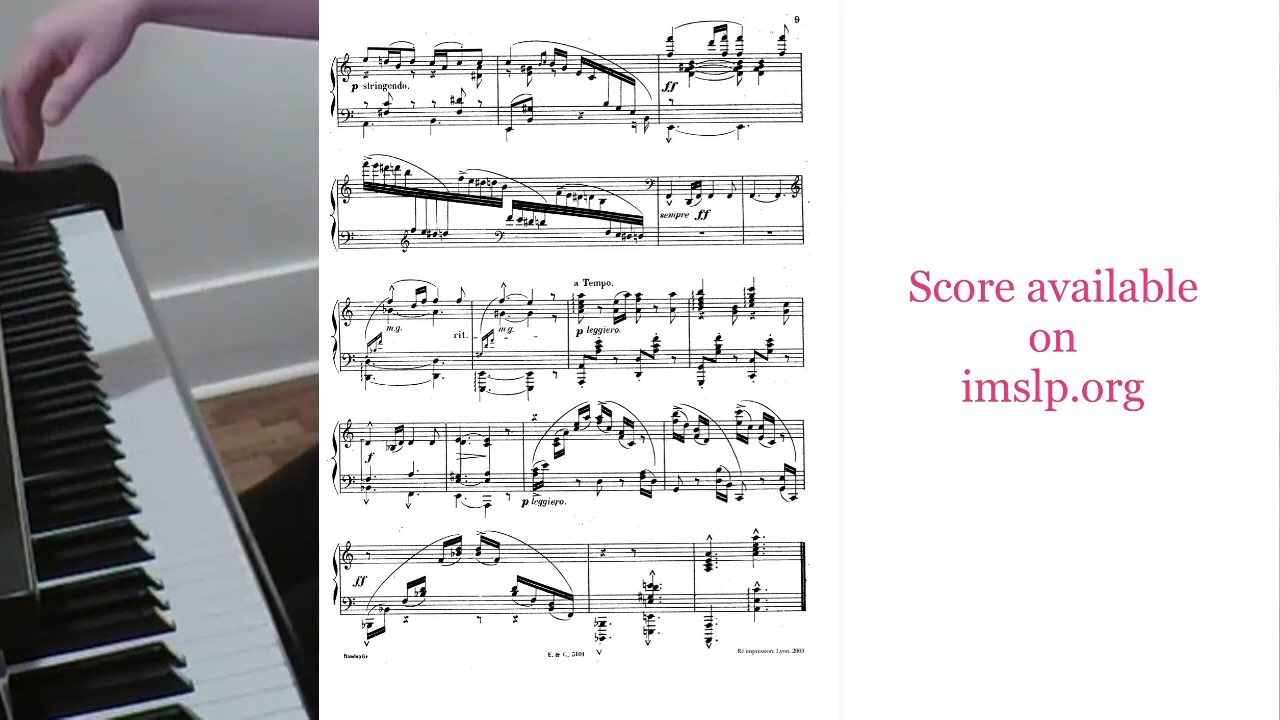 9
p stringendo.
ff
sempre ff
a Tempo.
m.g.
rit.
m.g.
p leggiero.
f
p leggiero.
ff
E. & C. 5101
Ré impression. Lyon. 2003
Score available
on
imslp.org